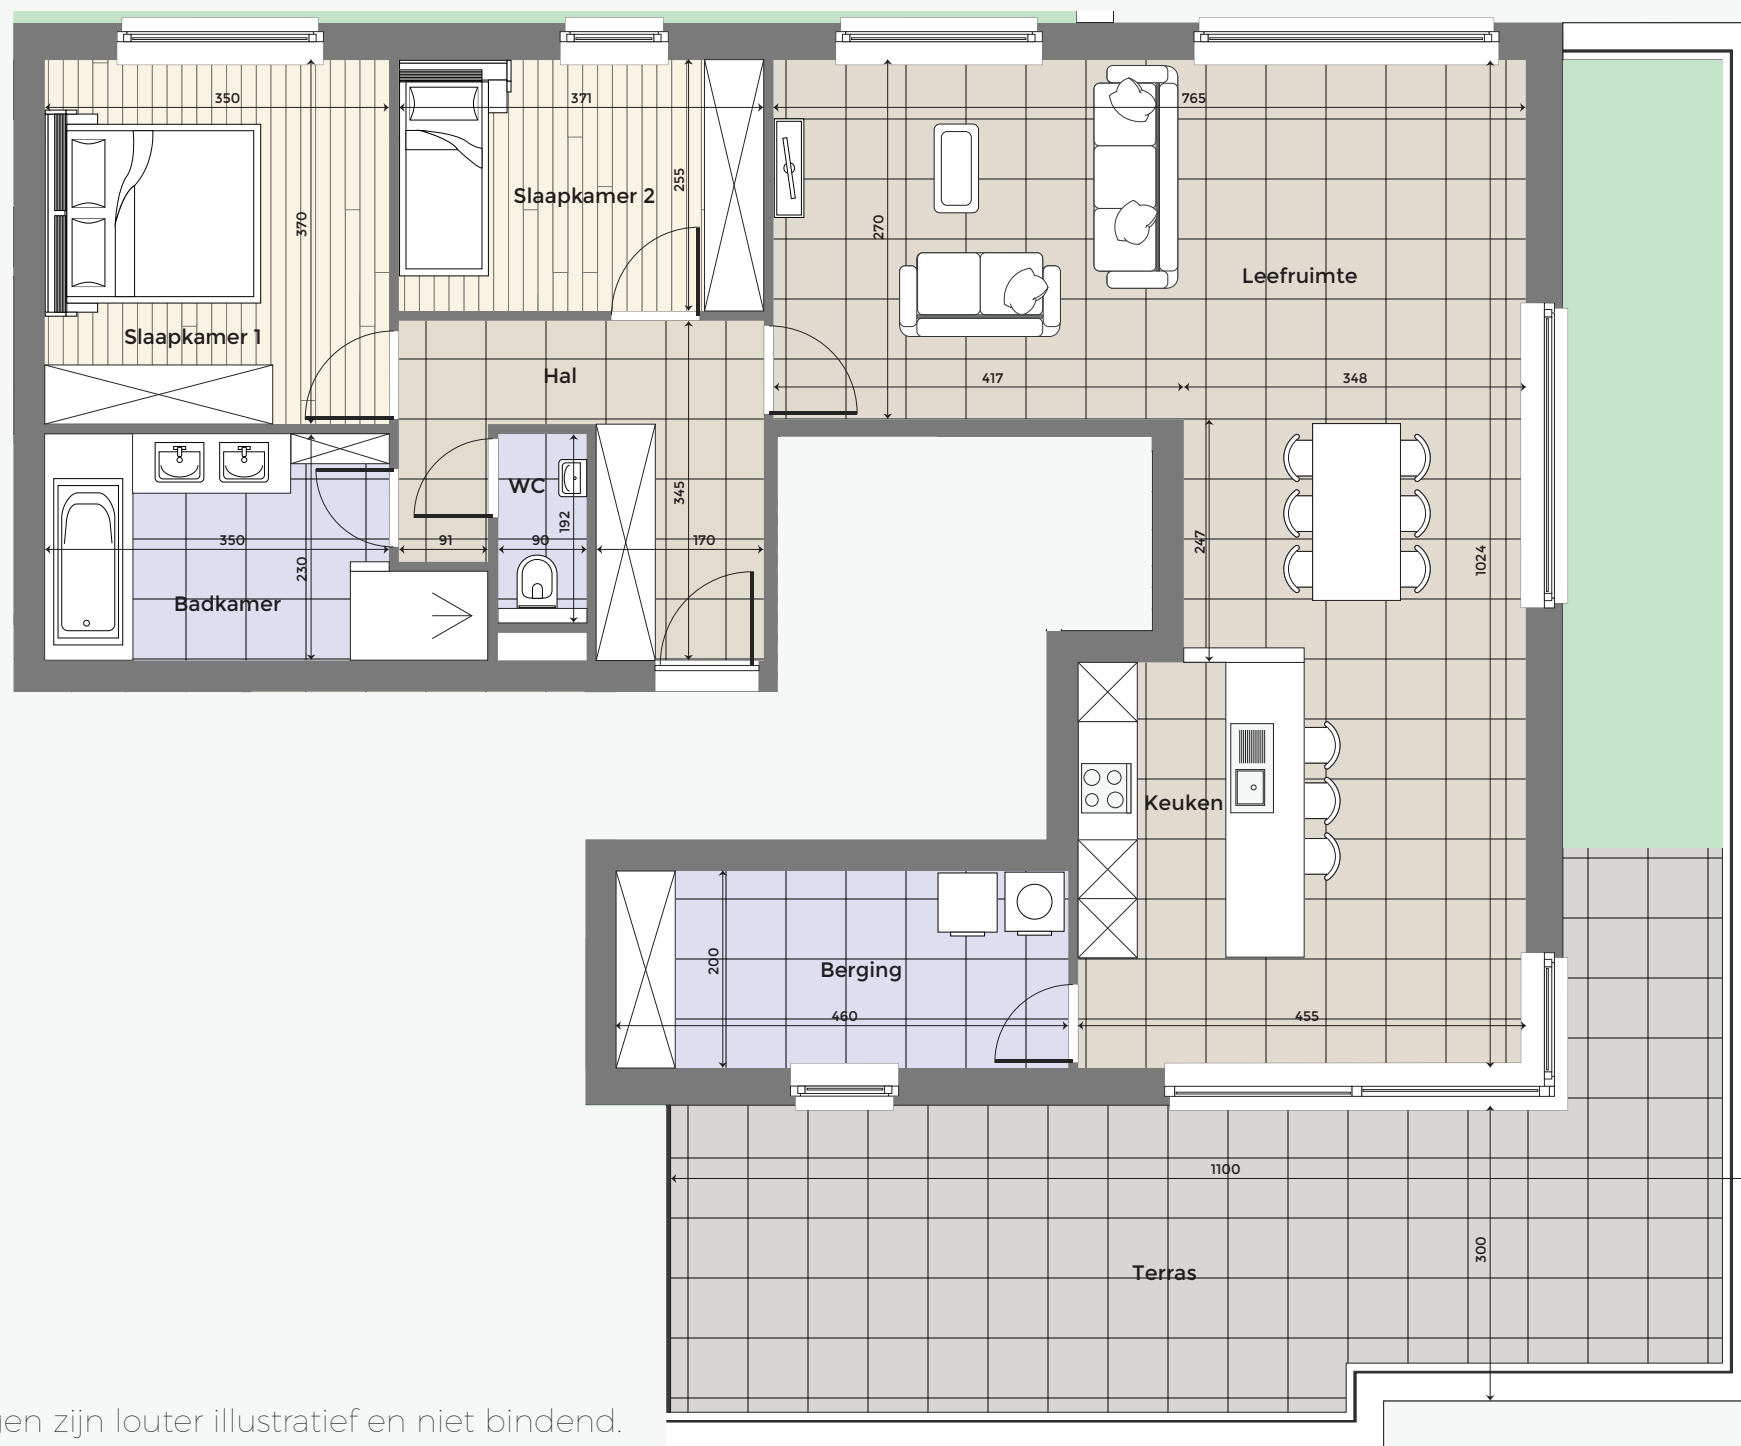 350
371
765
255
Slaapkamer 2
370
270
Leefruimte
Slaapkamer 1
Hal
417
348
WC
345
192
350
91
90
170
247
1024
230
Badkamer
Keuken
200
Berging
460
455
1100
300
Terras
zijn louter illustratief en niet bindend.